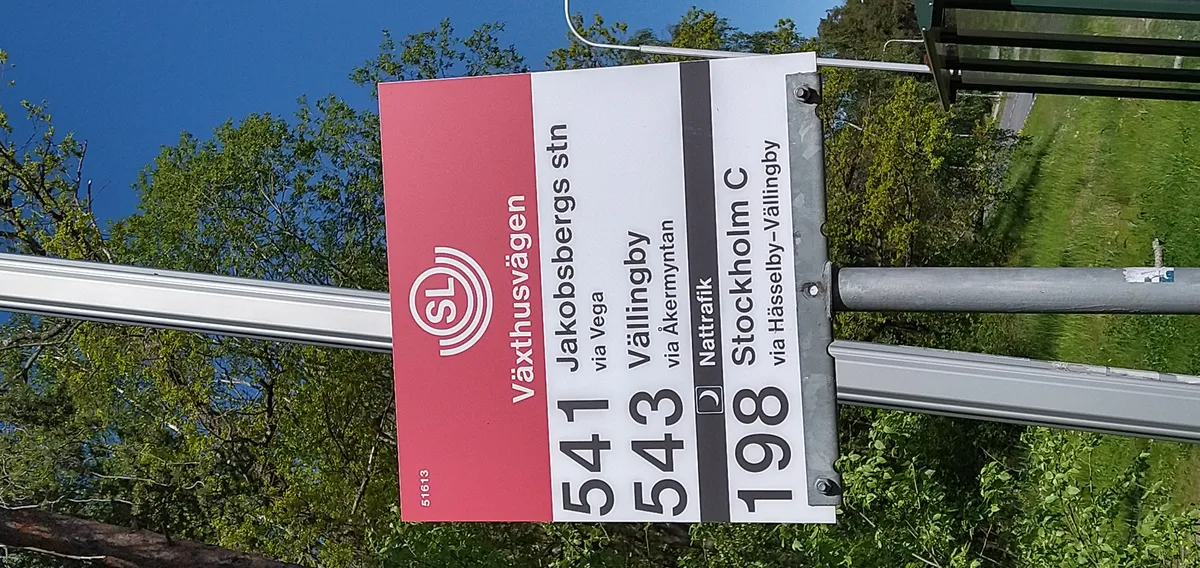 51613
SL
Växthusvägen
541 Jakobsbergs stn
via Vega
543 Vällingby
via Åkermyntan
Nattrafik
198 Stockholm C
via Hässelby–Vällingby